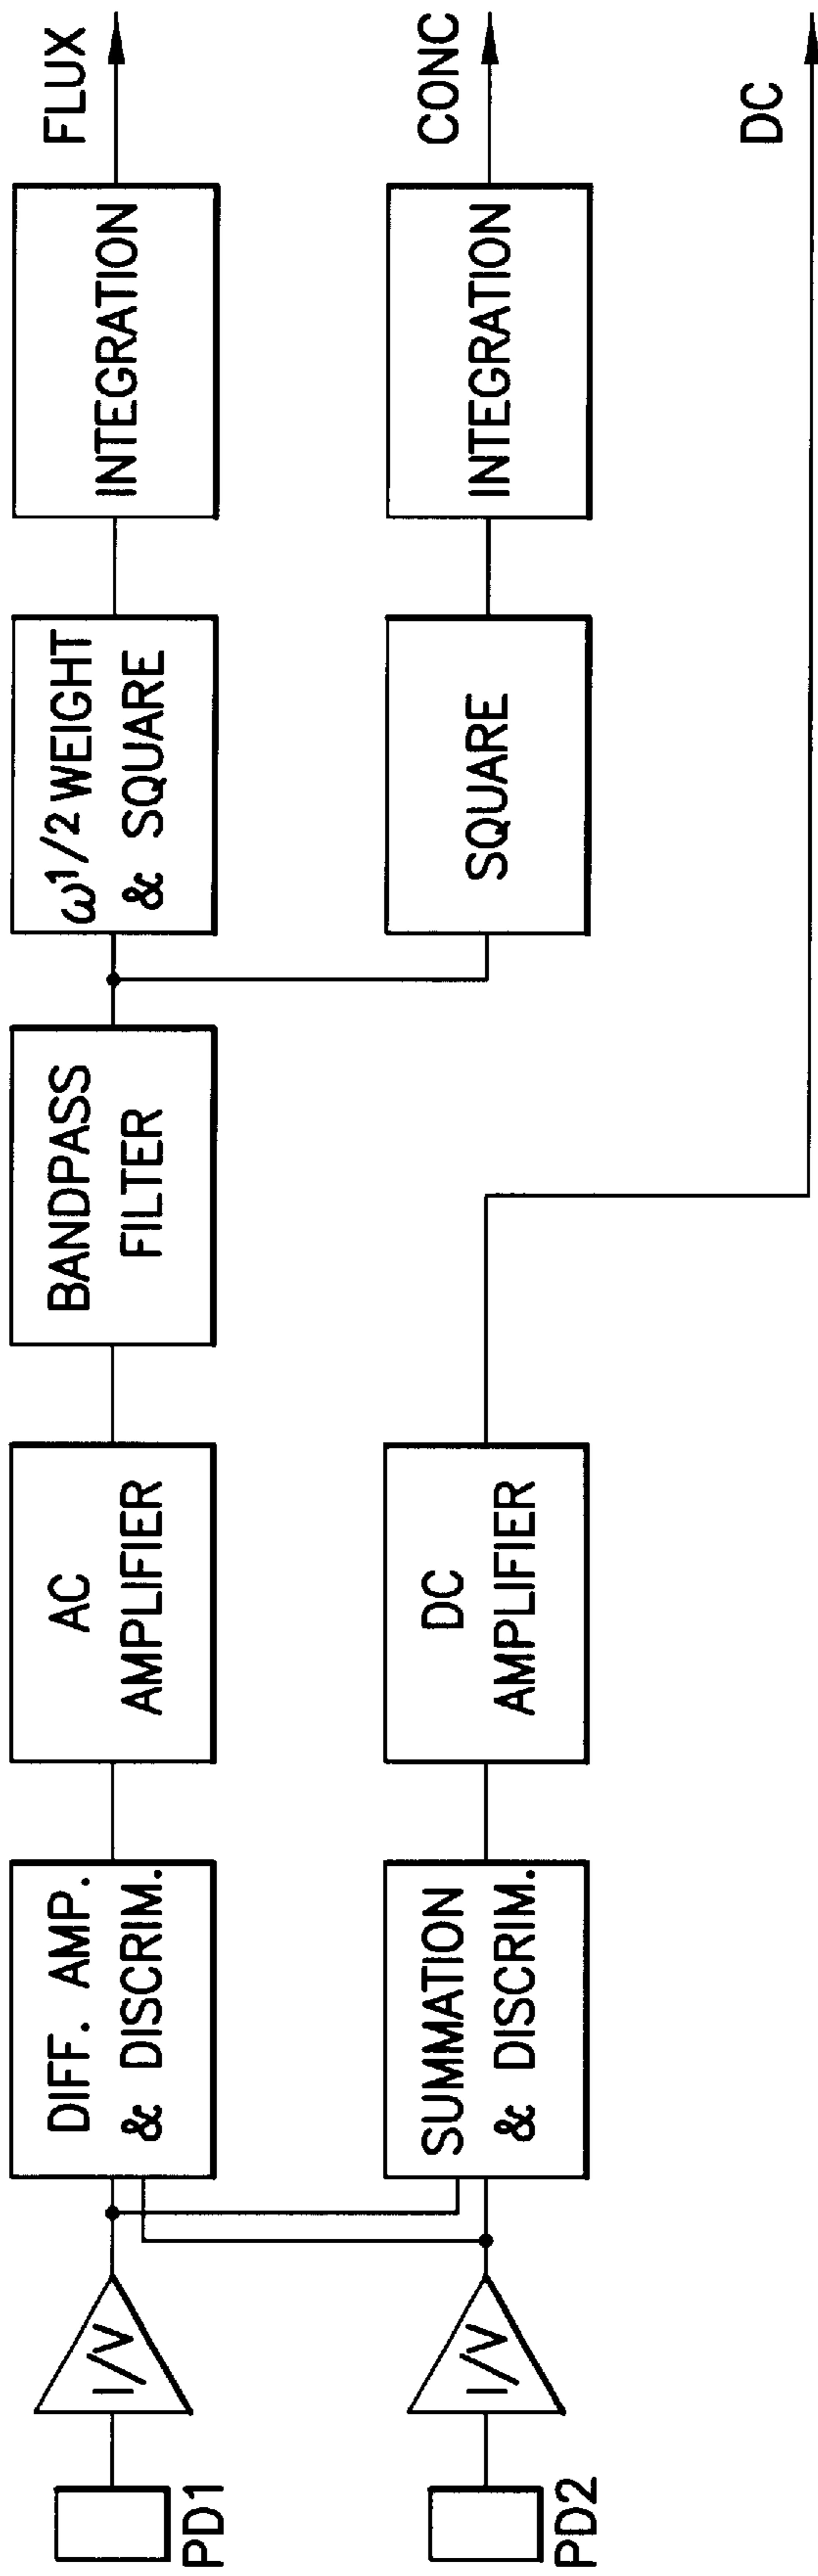 PD1
I/V
DIFF. AMP.
& DISCRIM.
AC
AMPLIFIER
BANDPASS
FILTER
ω1/2 WEIGHT
& SQUARE
INTEGRATION
FLUX
PD2
I/V
SUMMATION
& DISCRIM.
DC
AMPLIFIER
SQUARE
INTEGRATION
CONC
DC